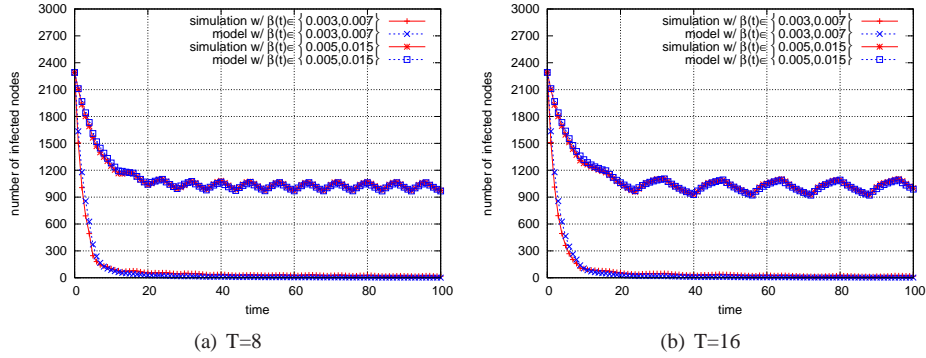 3000
2700
2400
2100
1800
1500
1200
900
600
300
0
number of infected nodes
simulation w/ β(t)∈{0.003,0.007}
model w/ β(t)∈{0.003,0.007}
simulation w/ β(t)∈{0.005,0.015}
model w/ β(t)∈{0.005,0.015}
0 20 40 60 80 100
time
(a) T=8
3000
2700
2400
2100
1800
1500
1200
900
600
300
0
number of infected nodes
simulation w/ β(t)∈{0.003,0.007}
model w/ β(t)∈{0.003,0.007}
simulation w/ β(t)∈{0.005,0.015}
model w/ β(t)∈{0.005,0.015}
0 20 40 60 80 100
time
(b) T=16